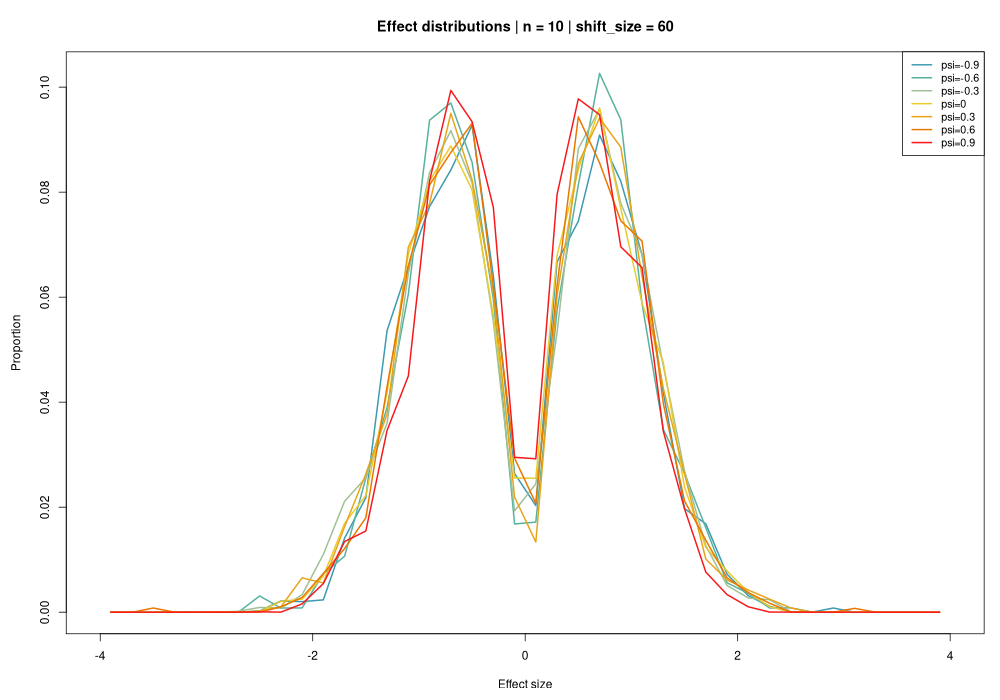 Effect distributions | n = 10 | shift_size = 60
psi=-0.9
psi=-0.6
psi=-0.3
psi=0
psi=0.3
psi=0.6
psi=0.9
Proportion
0.10
0.08
0.06
0.04
0.02
0.00
-4
-2
0
2
4
Effect size